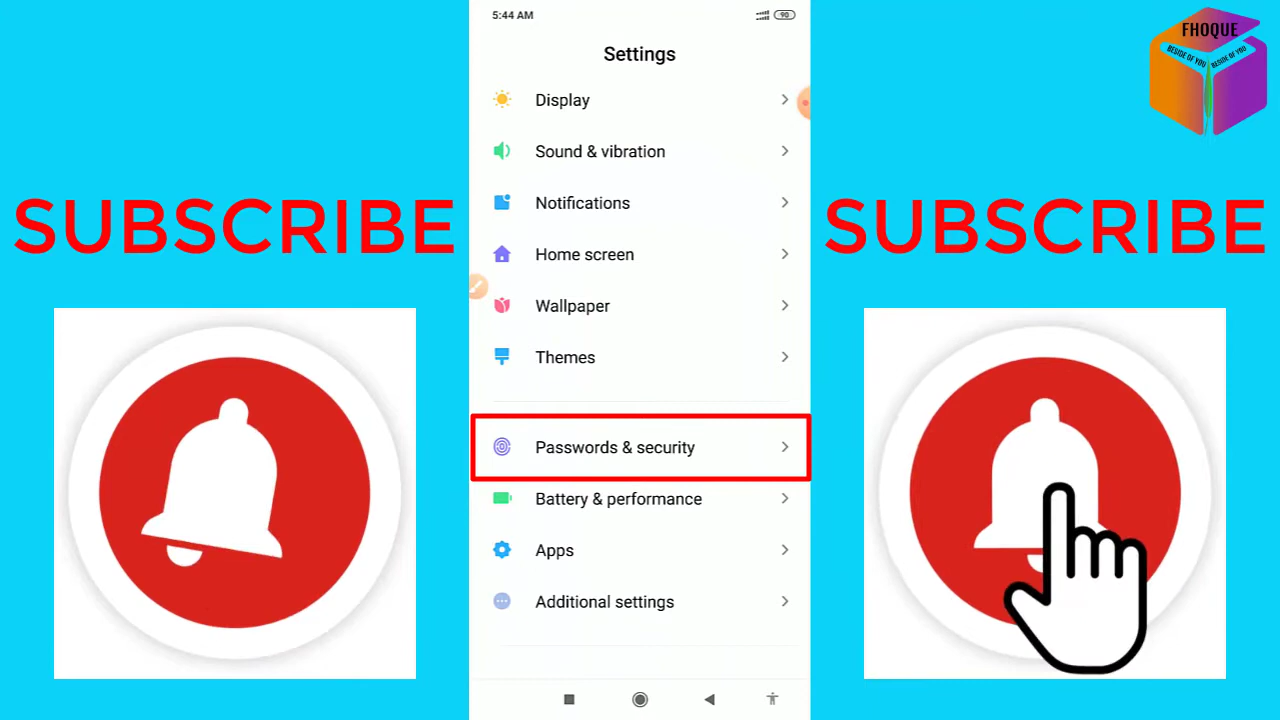 5:44 AM
90
FHOQUE
BESIDE OF YOU
BESIDE OF YOU
Settings
Display
Sound & vibration
Notifications
SUBSCRIBE
SUBSCRIBE
Home screen
Wallpaper
Themes
Passwords & security
Battery & performance
Apps
Additional settings